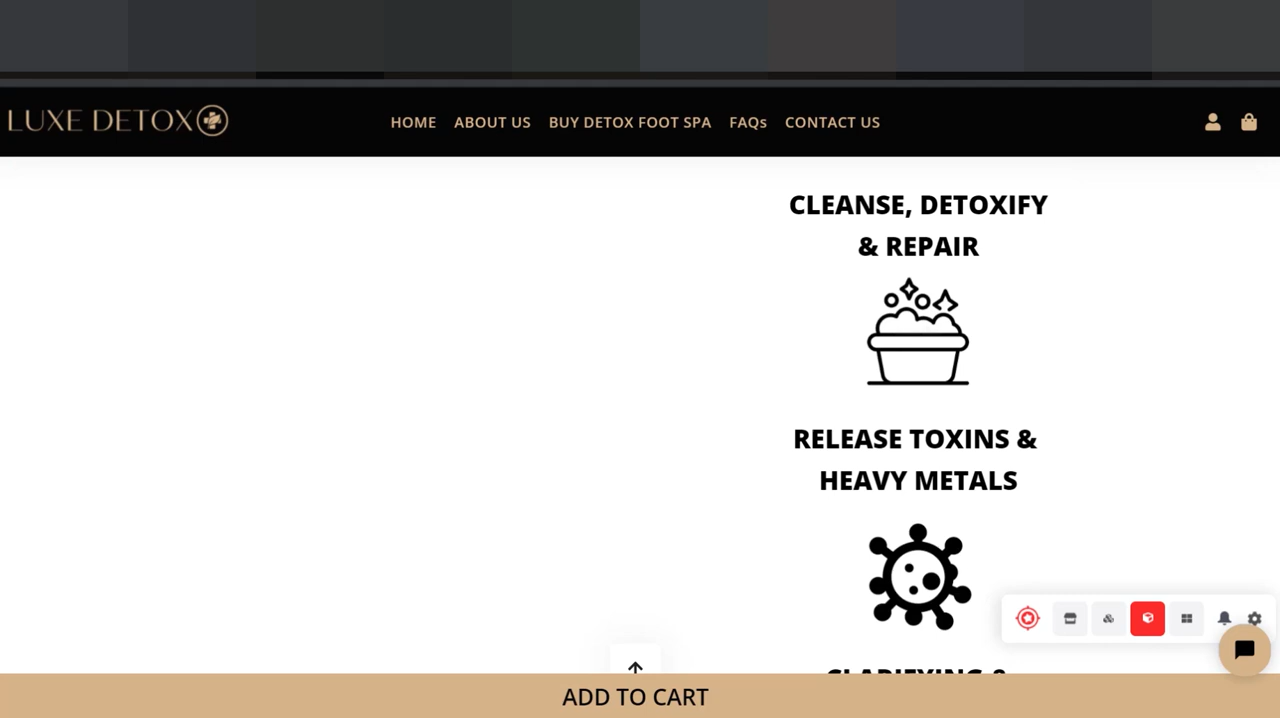 LUXE DETOX
HOME ABOUT US BUY DETOX FOOT SPA FAQs CONTACT US
CLEANSE, DETOXIFY
& REPAIR
RELEASE TOXINS &
HEAVY METALS
CLARIFYING &
ADD TO CART